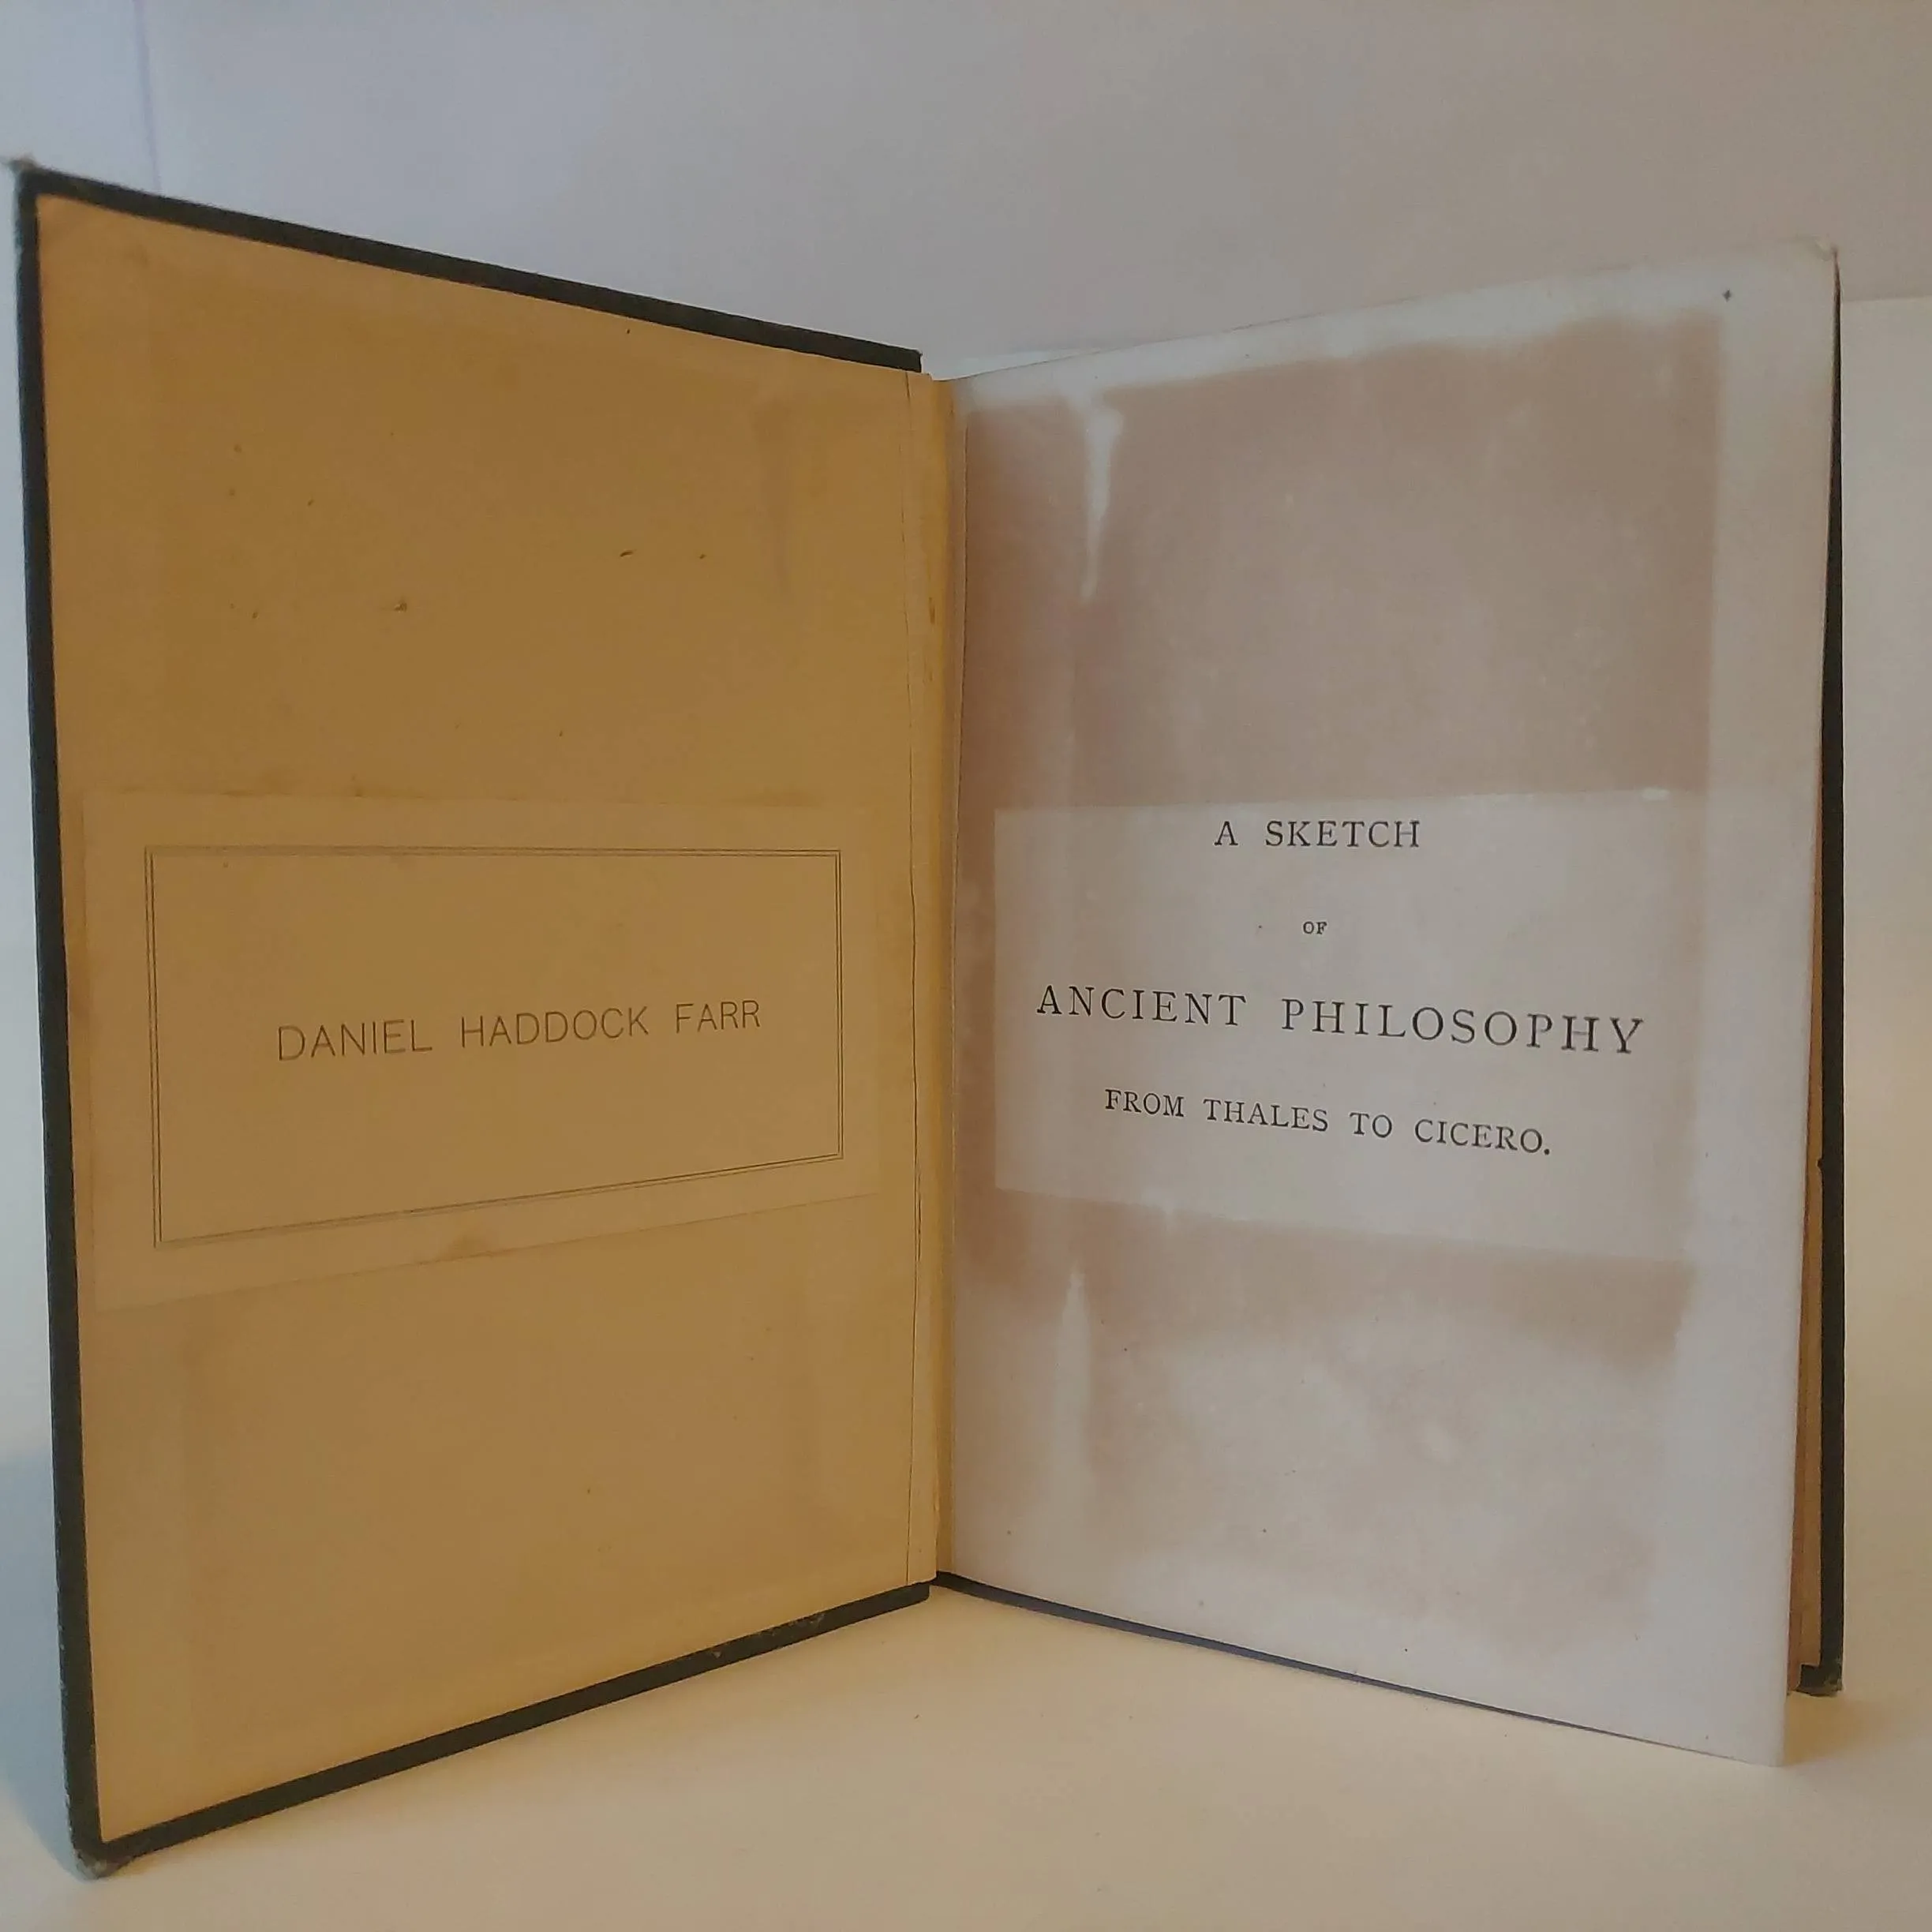 DANIEL HADDOCK FARR
A SKETCH
OF
ANCIENT PHILOSOPHY
FROM THALES TO CICERO.